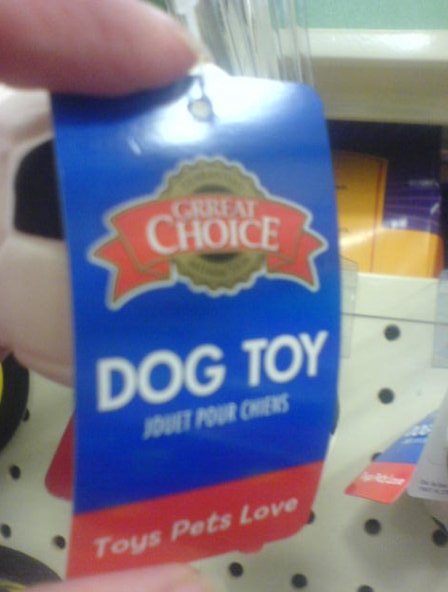 GRREAT
CHOICE
DOG TOY
JOUET POUR CHIENS
Toys Pets Love